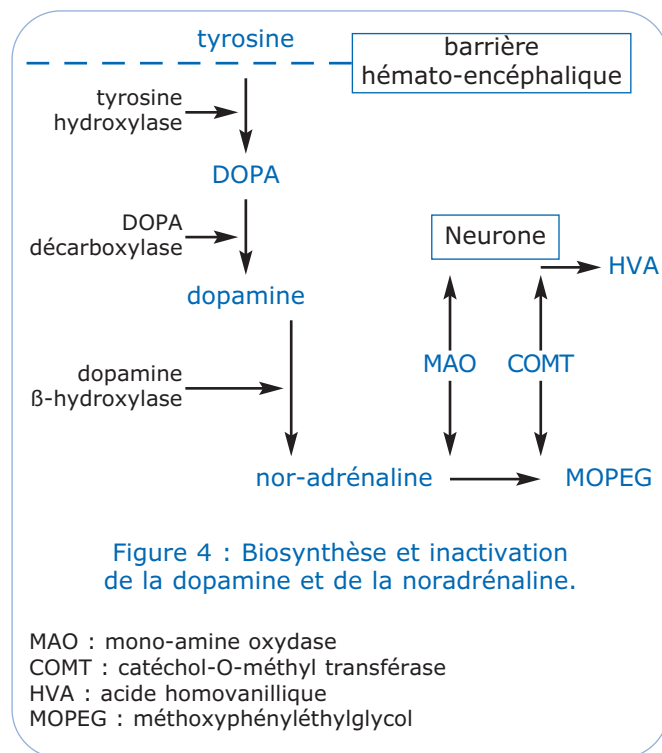 tyrosine
barrière
hémato-encéphalique
tyrosine
hydroxylase
DOPA
DOPA
décarboxylase
Neurone
HVA
dopamine
MAO
COMT
dopamine
ß-hydroxylase
nor-adrénaline
MOPEG
Figure 4 : Biosynthèse et inactivation
de la dopamine et de la noradrénaline.
MAO : mono-amine oxydase
COMT : catéchol-O-méthyl transférase
HVA : acide homovanillique
MOPEG : méthoxyphényléthylglycol